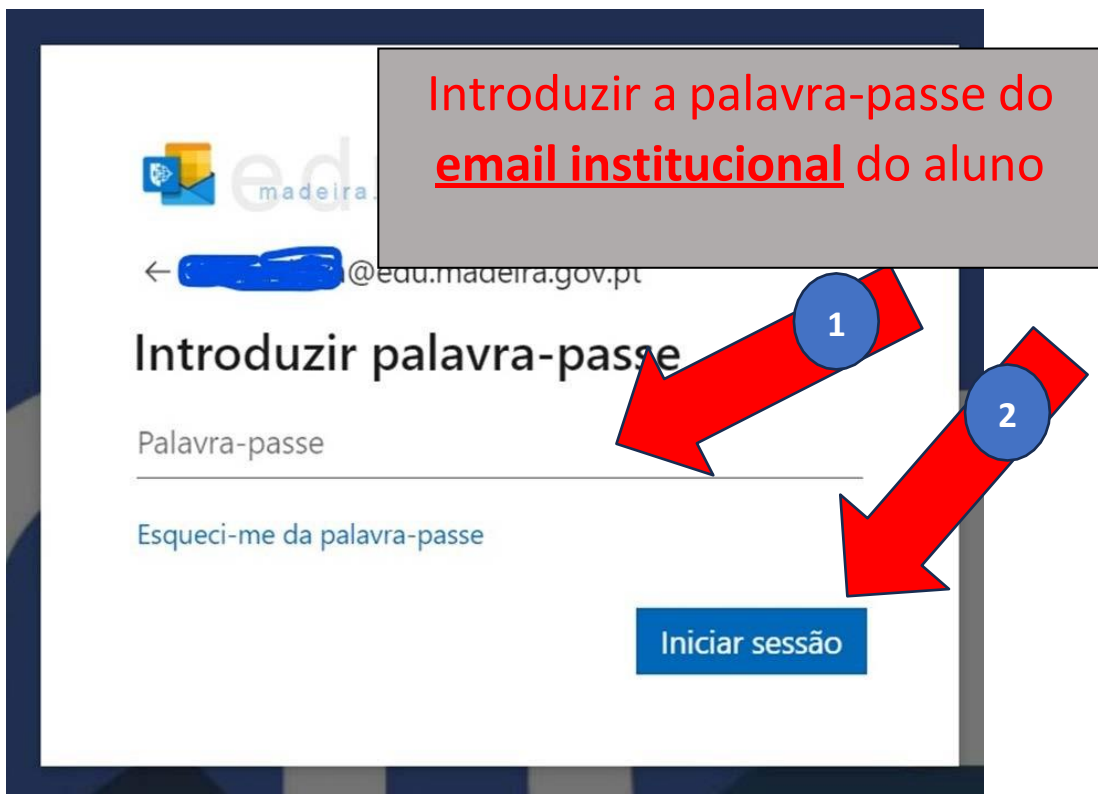 Introduzir a palavra-passe do
email institucional do aluno
madeira.
@edu.madeira.gov.pt
1
Introduzir palavra-passe
2
Palavra-passe
Esqueci-me da palavra-passe
Iniciar sessão